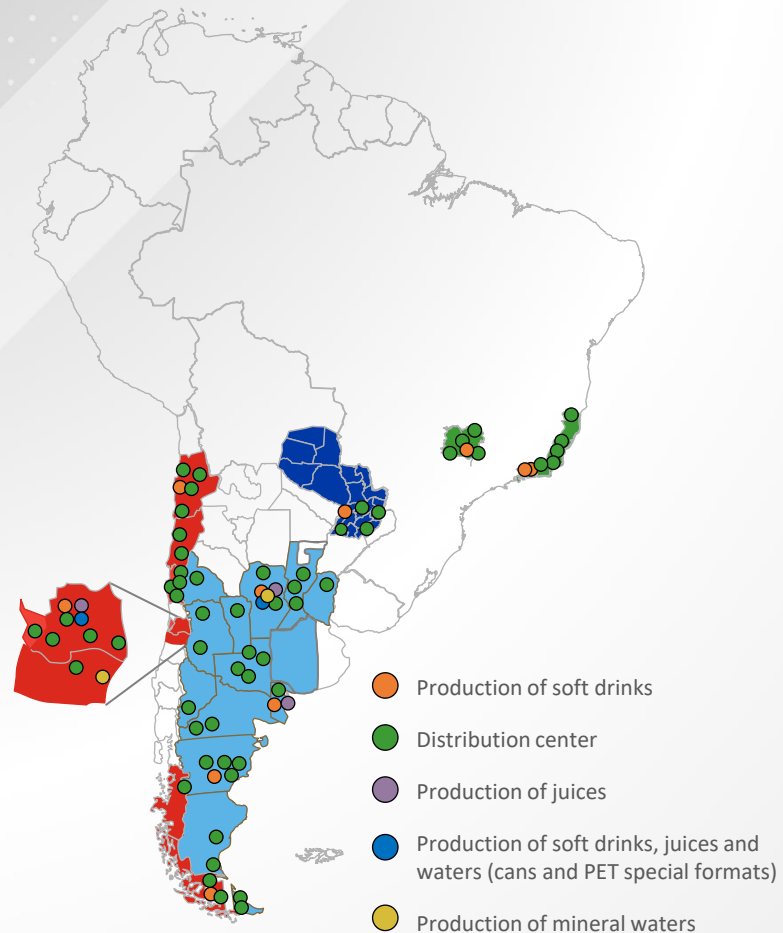 Production of soft drinks
Distribution center
Production of juices
Production of soft drinks, juices and
waters (cans and PET special formats)
Production of mineral waters